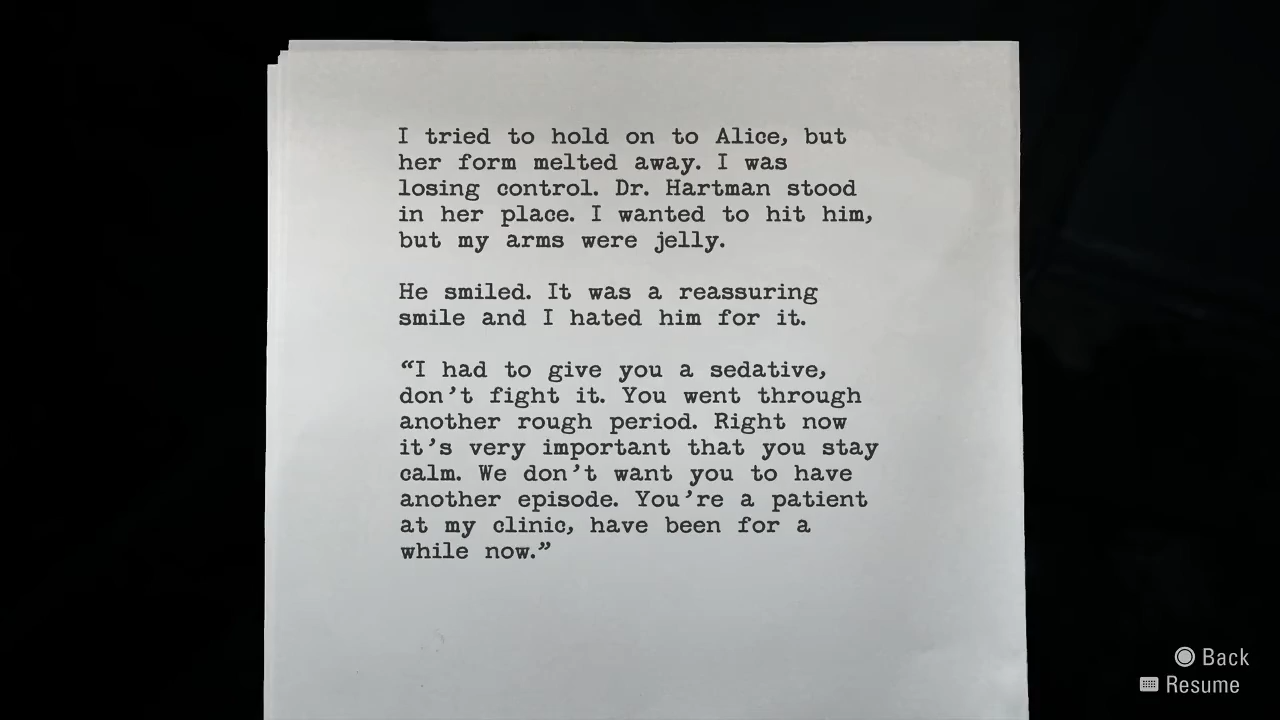 I tried to hold on to Alice, but
her form melted away. I was
losing control. Dr. Hartman stood
in her place. I wanted to hit him,
but my arms were jelly.
He smiled. It was a reassuring
smile and I hated him for it.
“I had to give you a sedative,
don’t fight it. You went through
another rough period. Right now
it’s very important that you stay
calm. We don’t want you to have
another episode. You’re a patient
at my clinic, have been for a
while now.”
Back
Resume